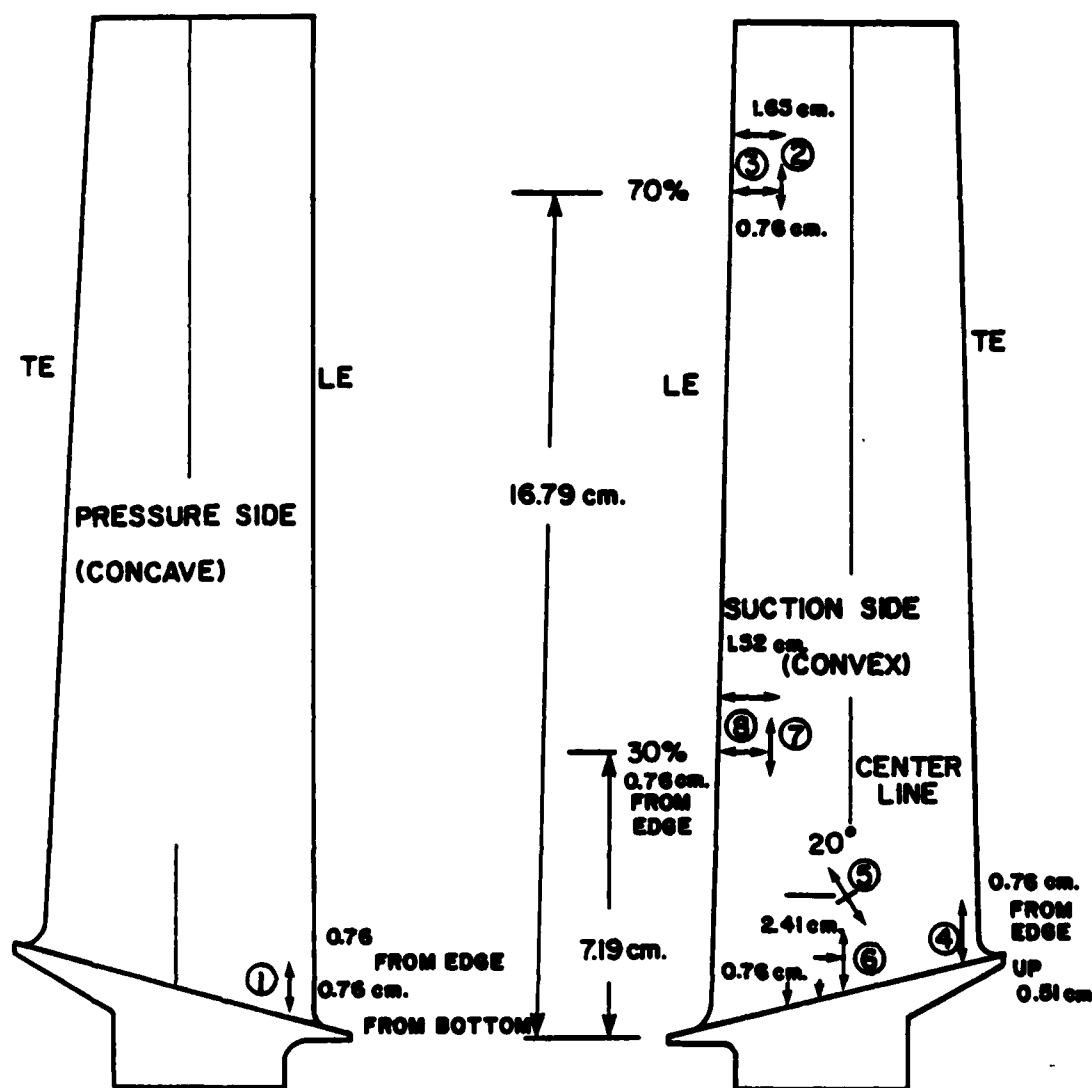 1.65 cm.
③ ②
70%
0.76 cm.
TE
LE
LE
TE
16.79 cm.
PRESSURE SIDE
(CONCAVE)
SUCTION SIDE
1.52 cm.
(CONVEX)
⑧ ⑦
30%
0.76 cm.
FROM
EDGE
CENTER
LINE
20°
⑤
0.76 cm.
FROM
EDGE
④
2.41 cm.
⑥
0.76 cm.
UP
0.51 cm
7.19 cm.
0.76
FROM EDGE
①
0.76 cm.
FROM BOTTOM